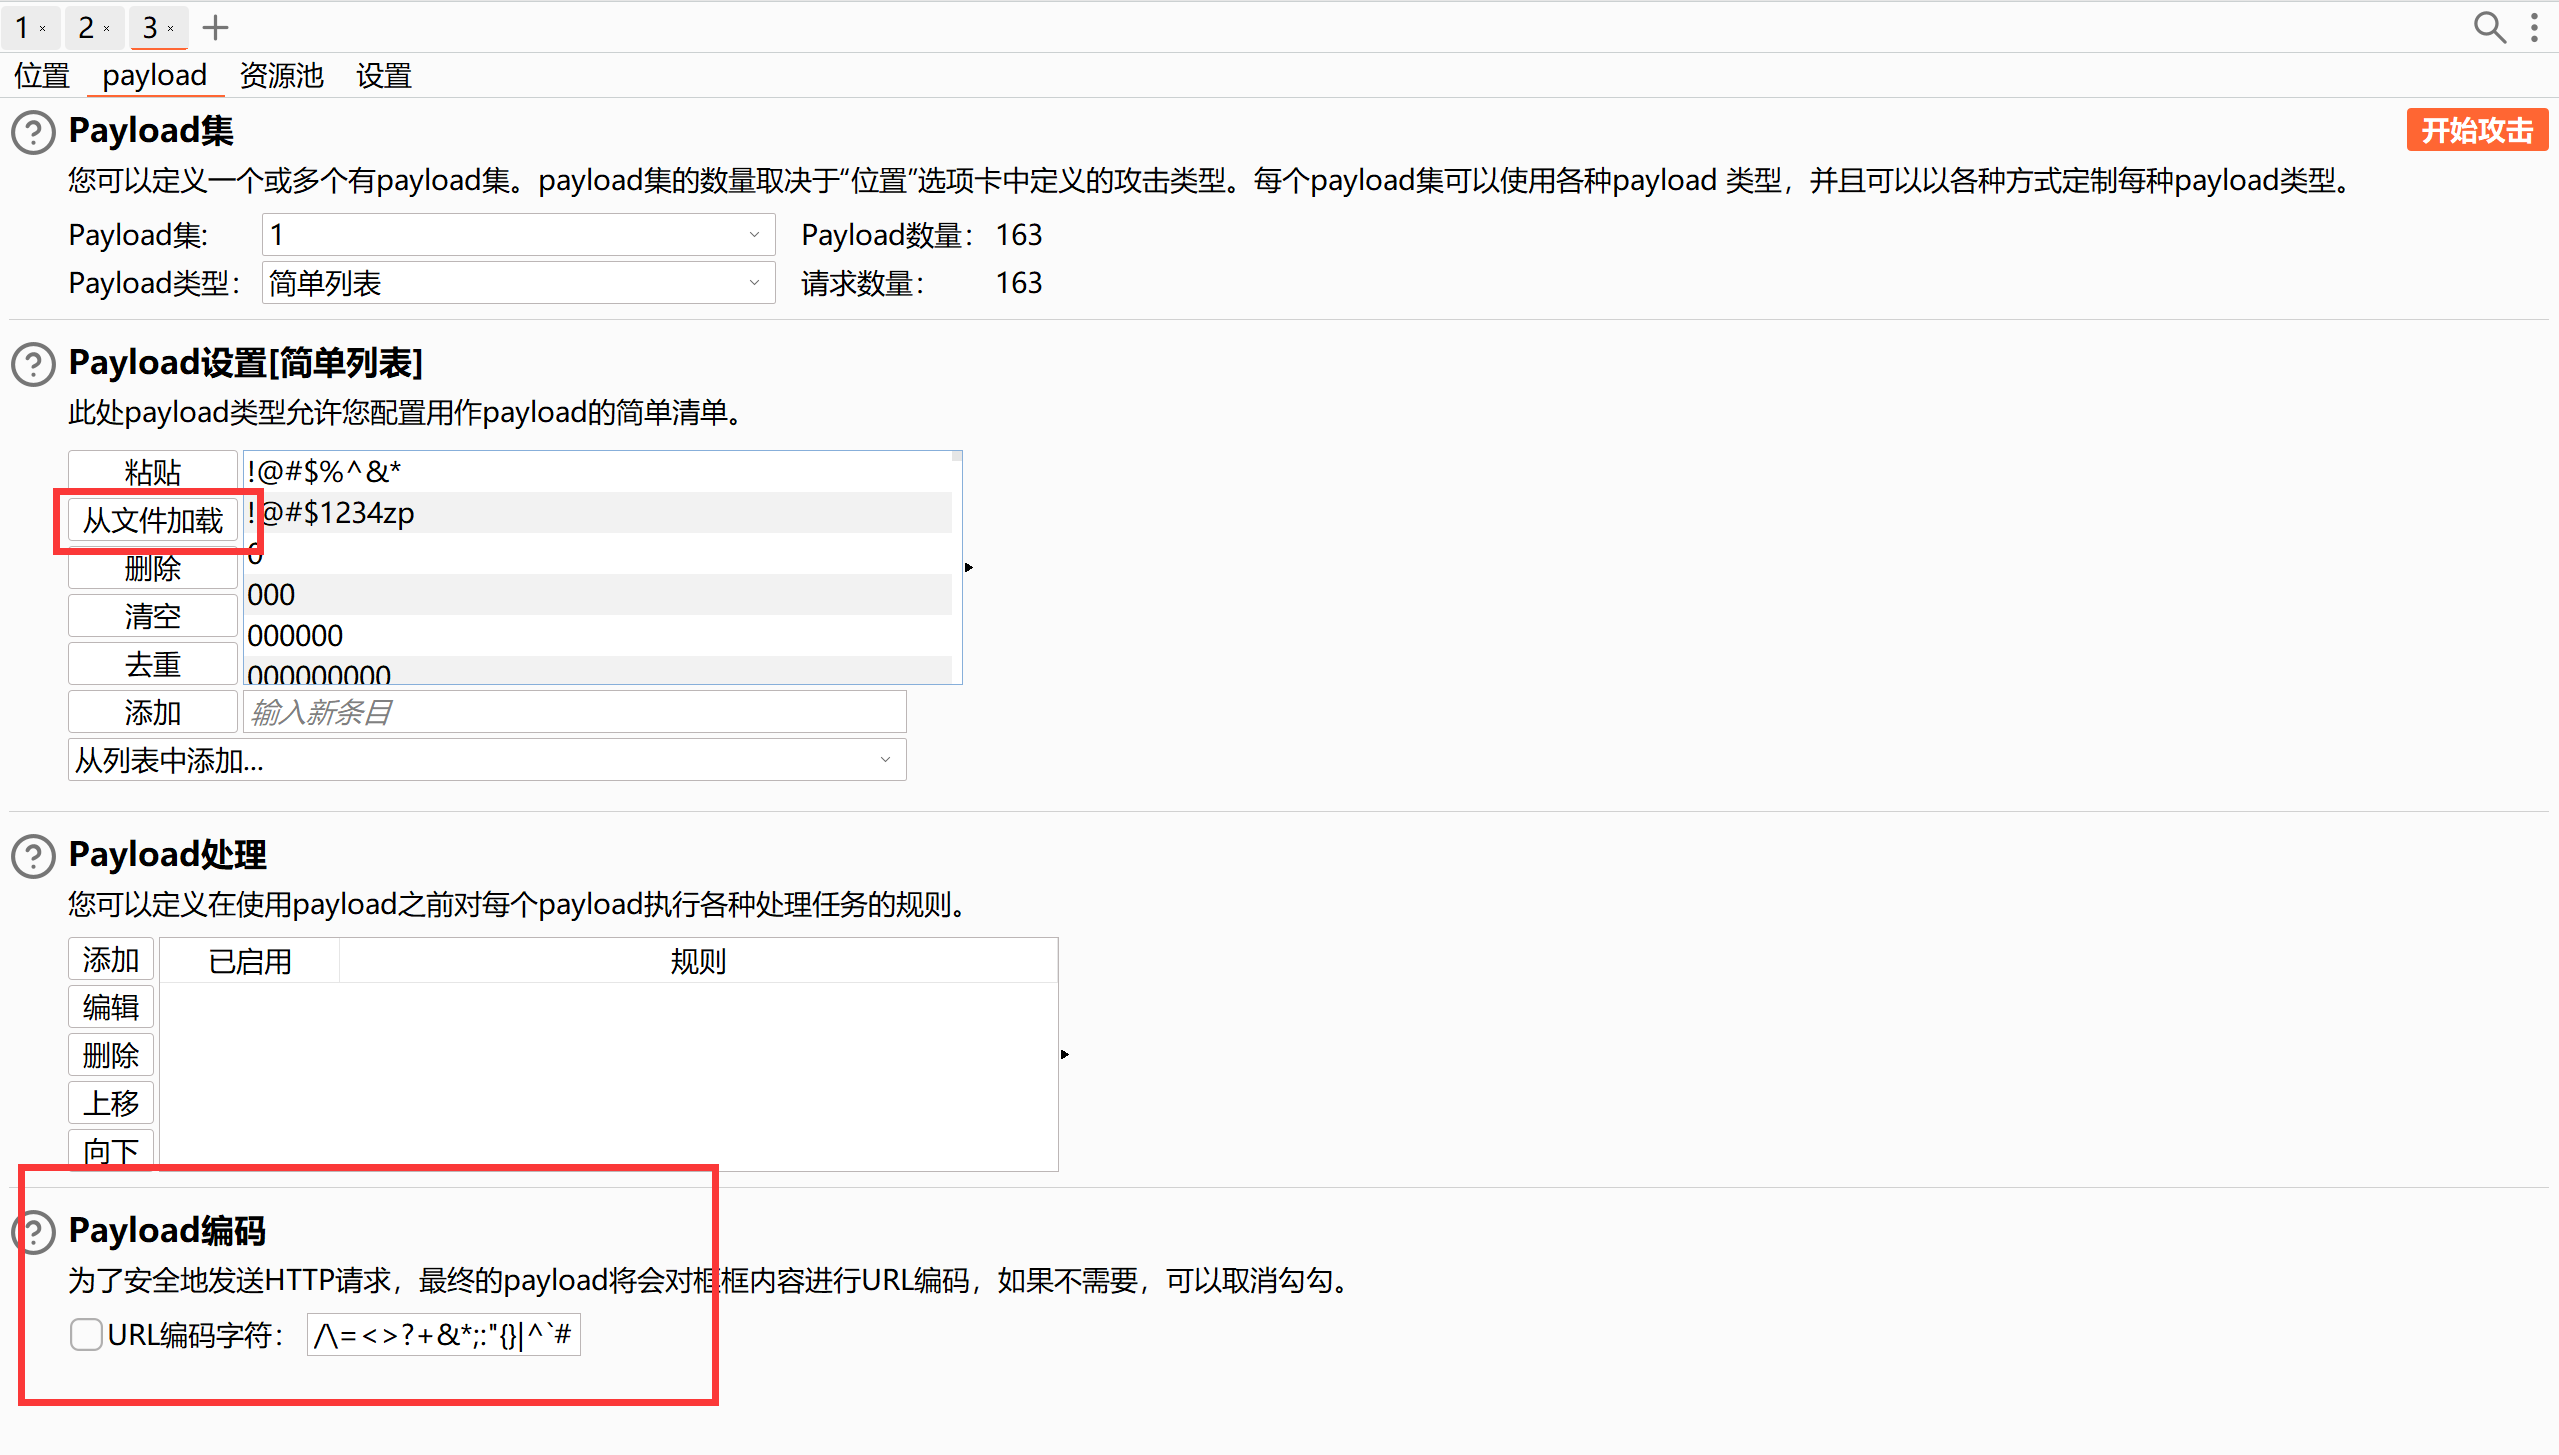 1 × 2 × 3 × +
位置 payload 资源池 设置
Payload集
开始攻击
您可以定义一个或多个有payload集。payload集的数量取决于“位置”选项卡中定义的攻击类型。每个payload集可以使用各种payload 类型，并且可以以各种方式定制每种payload类型。
Payload集: 1 Payload数量： 163
Payload类型： 简单列表 请求数量： 163
Payload设置[简单列表]
此处payload类型允许您配置用作payload的简单清单。
粘贴 !@#$%^&*
从文件加载 !@#$1234zp
0
删除
000
清空
000000
去重
000000000
添加 输入新条目
从列表中添加...
Payload处理
您可以定义在使用payload之前对每个payload执行各种处理任务的规则。
添加 已启用 规则
编辑
删除
上移
向下
Payload编码
为了安全地发送HTTP请求，最终的payload将会对框框内容进行URL编码，如果不需要，可以取消勾勾。
URL编码字符： /\=<>?+&*;:"{}|^`#